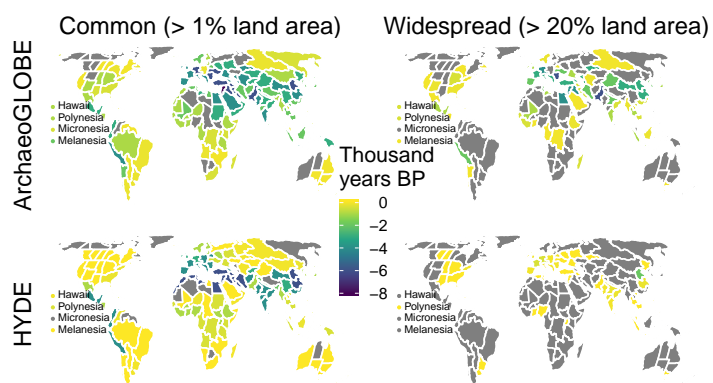 Common (> 1% land area)
Widespread (> 20% land area)
ArchaeoGLOBE
Hawaii
Polynesia
Micronesia
Melanesia
Hawaii
Polynesia
Micronesia
Melanesia
Thousand
years BP
0
−2
−4
−6
−8
HYDE
Hawaii
Polynesia
Micronesia
Melanesia
Hawaii
Polynesia
Micronesia
Melanesia